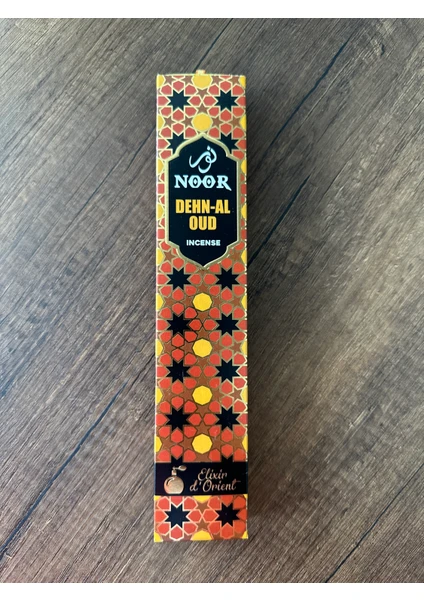 نور
NOOR
DEHN-AL
OUD
INCENSE
Elixir
d'Orient